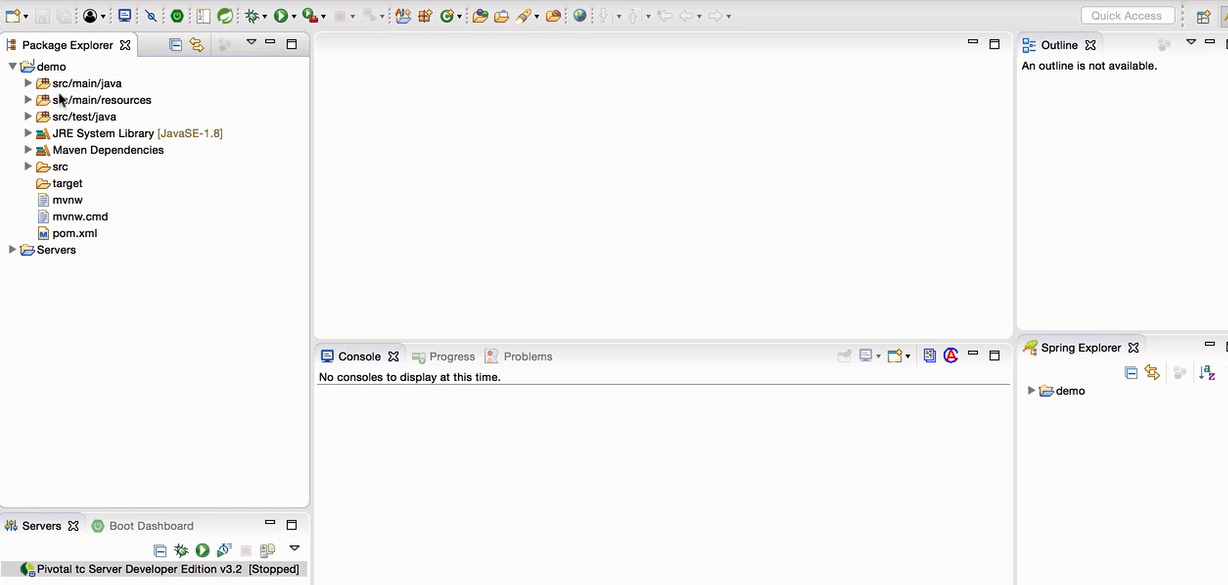 Quick Access
Package Explorer
demo
src/main/java
src/main/resources
src/test/java
JRE System Library [JavaSE-1.8]
Maven Dependencies
src
target
mvnw
mvnw.cmd
pom.xml
Servers
Servers
Boot Dashboard
Pivotal tc Server Developer Edition v3.2 [Stopped]
Console
Progress
Problems
No consoles to display at this time.
Outline
An outline is not available.
Spring Explorer
demo